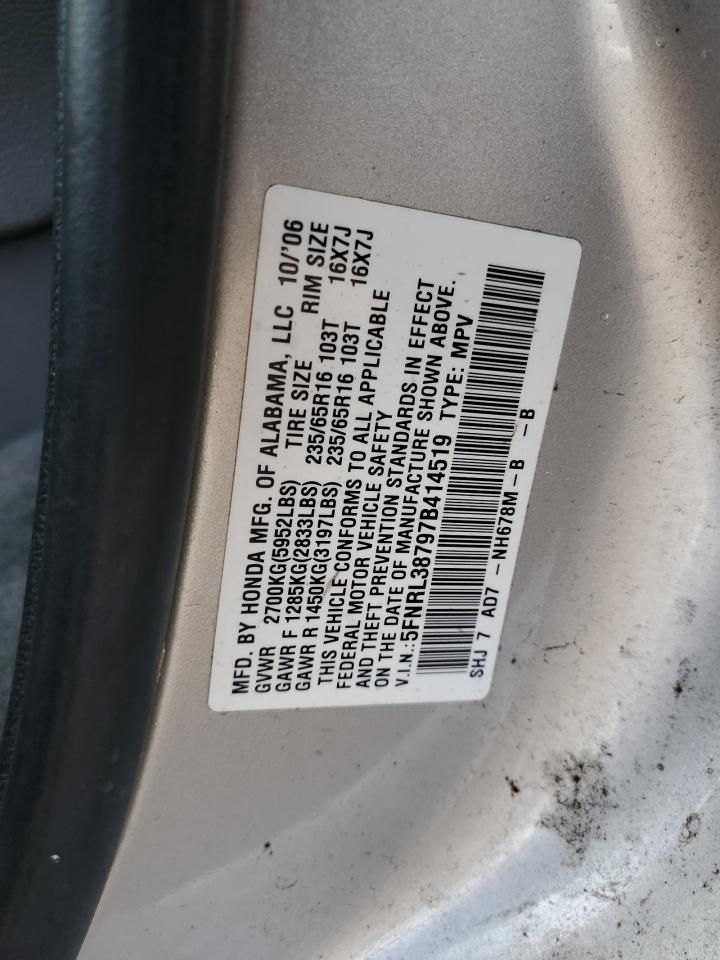 MFD. BY HONDA MFG. OF ALABAMA, LLC 10/'06
GVWR 2700KG(5952LBS) TIRE SIZE RIM SIZE
GAWR F 1285KG(2833LBS) 235/65R16 103T 16X7J
GAWR R 1450KG(3197LBS) 235/65R16 103T 16X7J
THIS VEHICLE CONFORMS TO ALL APPLICABLE
FEDERAL MOTOR VEHICLE SAFETY
AND THEFT PREVENTION STANDARDS IN EFFECT
ON THE DATE OF MANUFACTURE SHOWN ABOVE.
V.I.N.:5FNRL38797B414519 TYPE: MPV
SHJ 7 AD7 -NH678M-B -B